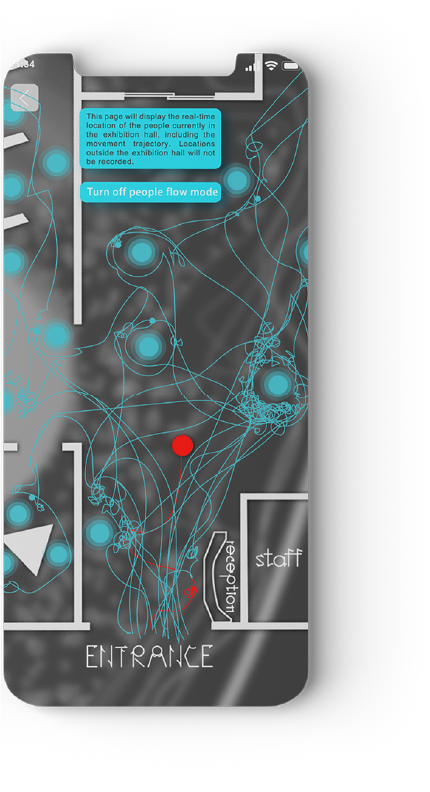 This page will display the real-time
location of the people currently in
the exhibition hall, including the
movement trajectory. Locations
outside the exhibition hall will not
be recorded.
Turn off people flow mode
reception
staff
ENTRANCE